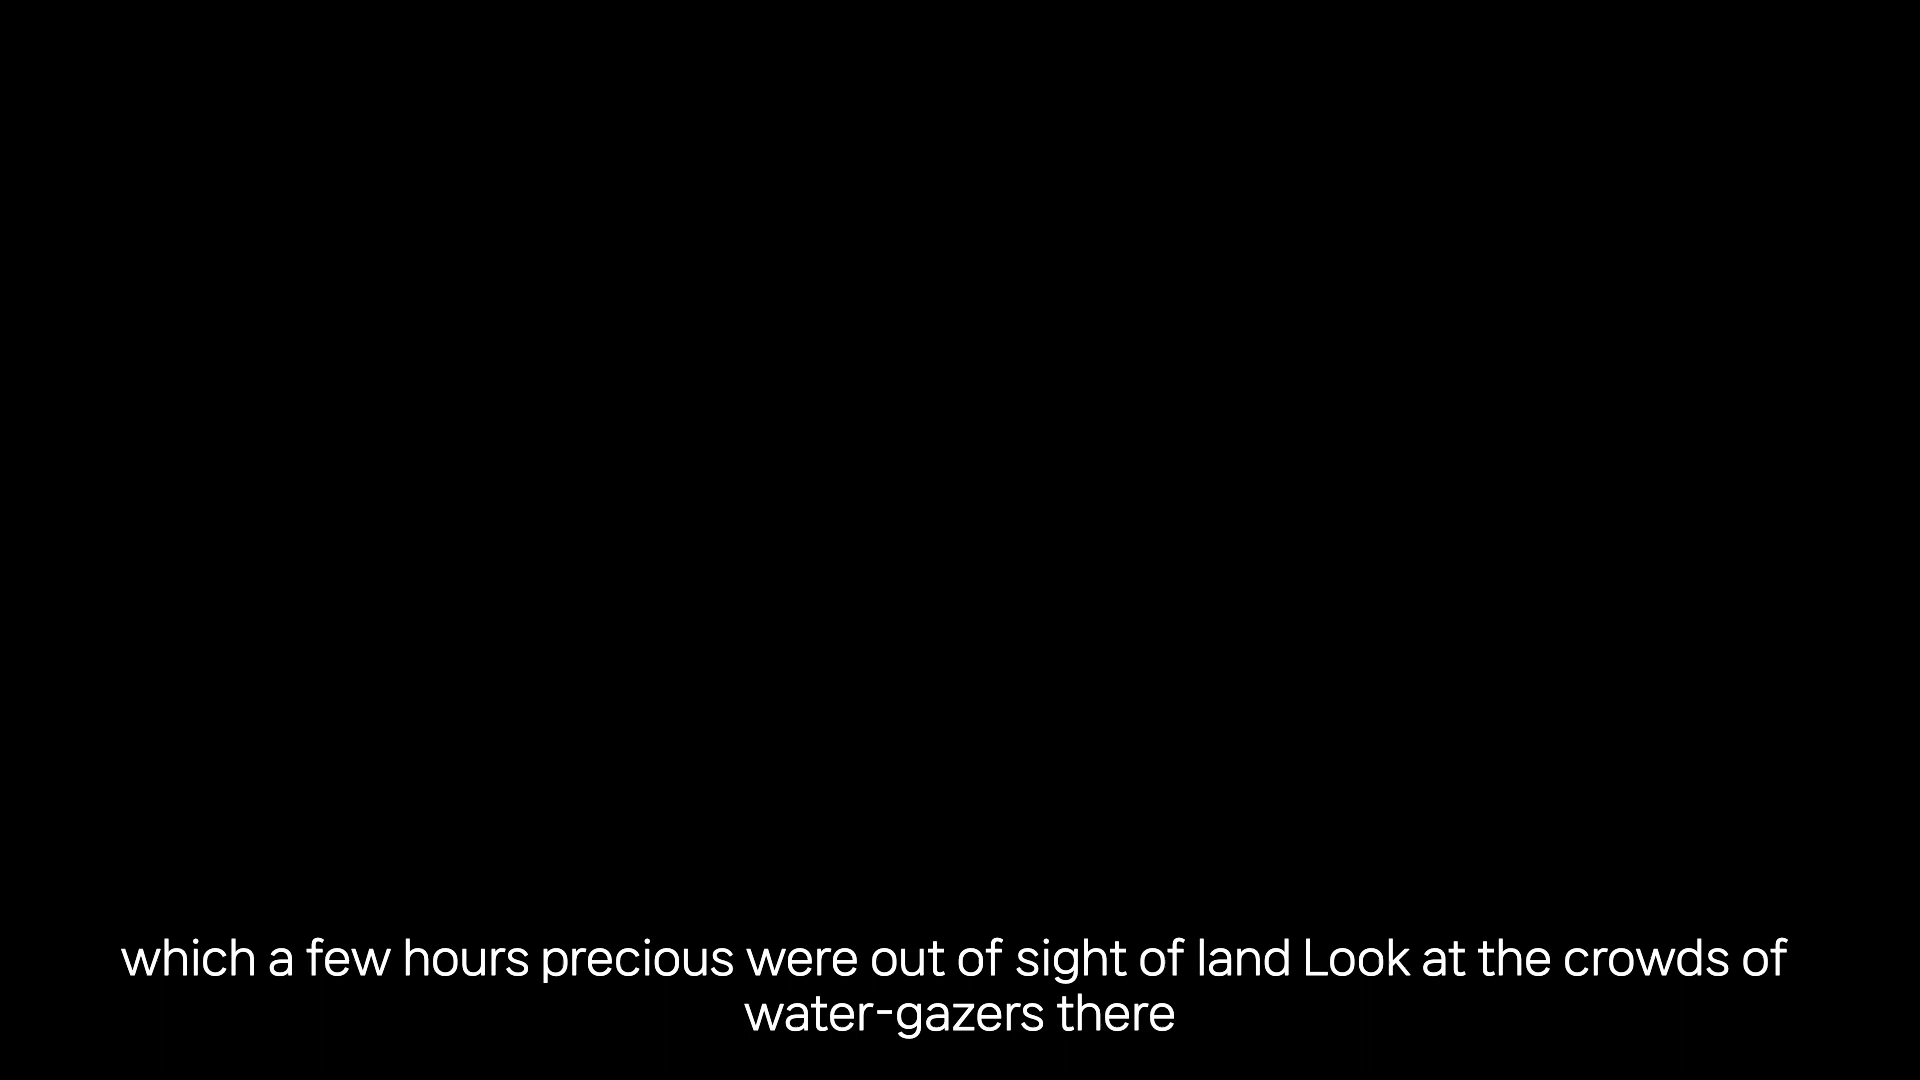 which a few hours precious were out of sight of land Look at the crowds of
water-gazers there